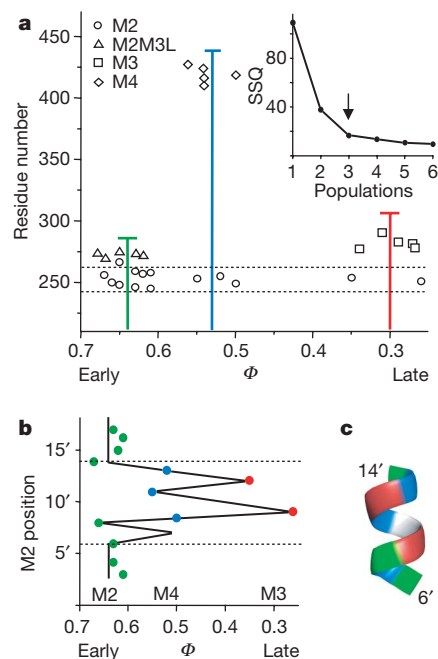 a
M2
M2M3L
M3
M4
450
400
350
300
250
Residue number
0.7 0.6 0.5 0.4 0.3
Early Φ Late
SSQ
80
40
1 2 3 4 5 6
Populations
b
M2 position
15′
10′
5′
M2 M4 M3
0.7 0.6 0.5 0.4 0.3
Early Φ Late
c
14′
6′